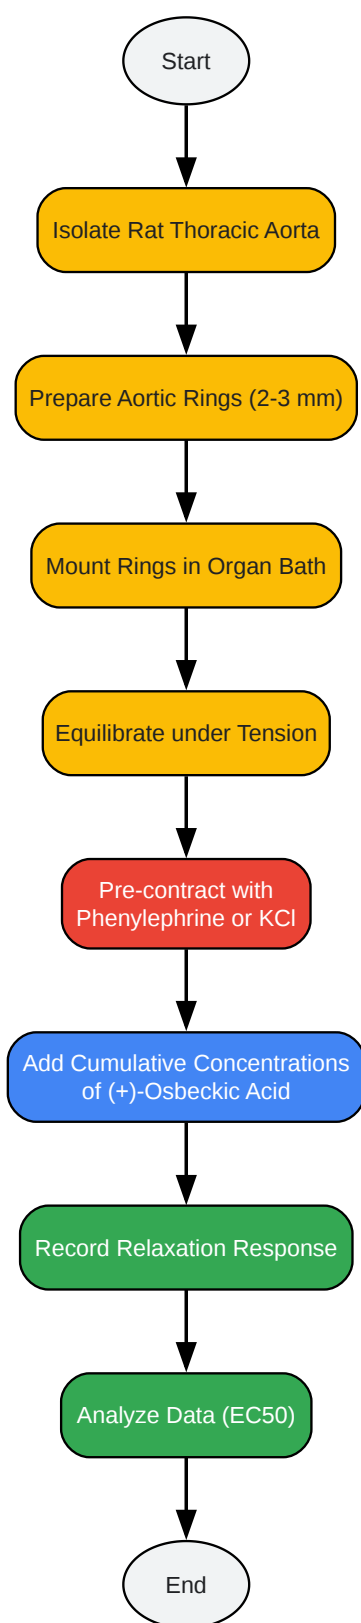 Start
Isolate Rat Thoracic Aorta
Prepare Aortic Rings (2-3 mm)
Mount Rings in Organ Bath
Equilibrate under Tension
Pre-contract with
Phenylephrine or KCl
Add Cumulative Concentrations
of (+)-Osbeckic Acid
Record Relaxation Response
Analyze Data (EC50)
End